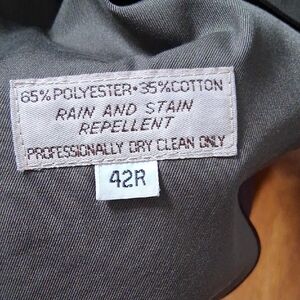 65% POLYESTER • 35% COTTON
RAIN AND STAIN
REPELLENT
PROFESSIONALLY DRY CLEAN ONLY
42R